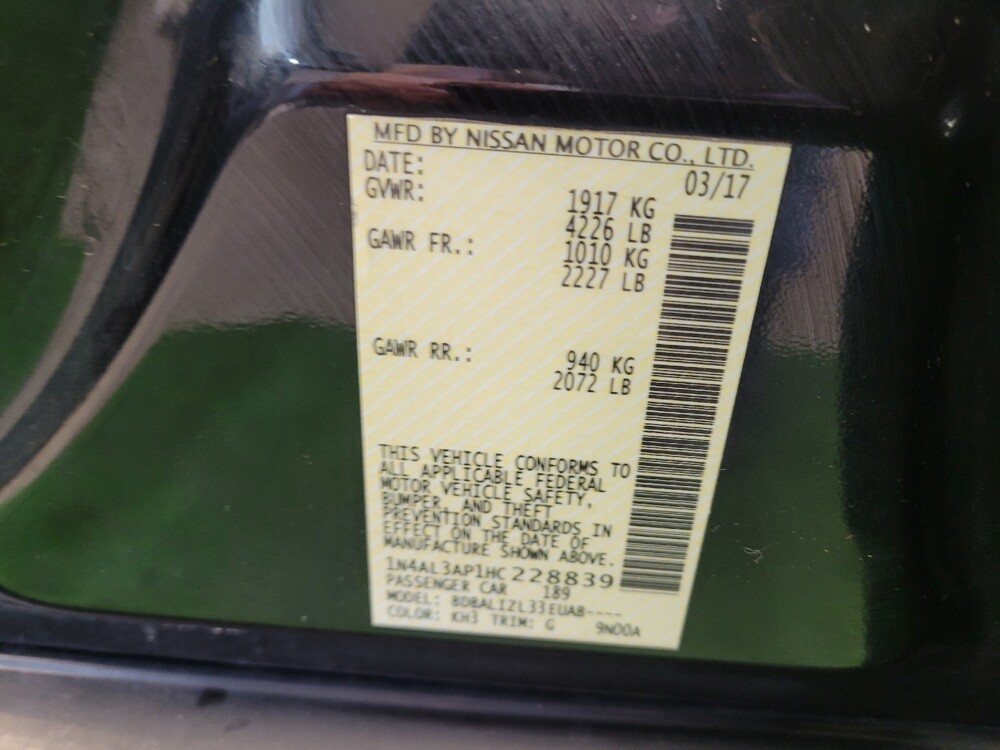 MFD BY NISSAN MOTOR CO., LTD.
DATE: 03/17
GVWR: 1917 KG
4226 LB
GAWR FR.: 1010 KG
2227 LB
GAWR RR.: 940 KG
2072 LB
THIS VEHICLE CONFORMS TO
ALL APPLICABLE FEDERAL
MOTOR VEHICLE SAFETY,
BUMPER, AND THEFT
PREVENTION STANDARDS IN
EFFECT ON THE DATE OF
MANUFACTURE SHOWN ABOVE.
1N4AL3AP1HC228839
PASSENGER CAR 189
MODEL: BDBALIZL33EUAB----
COLOR: KH3 TRIM: G 9N00A